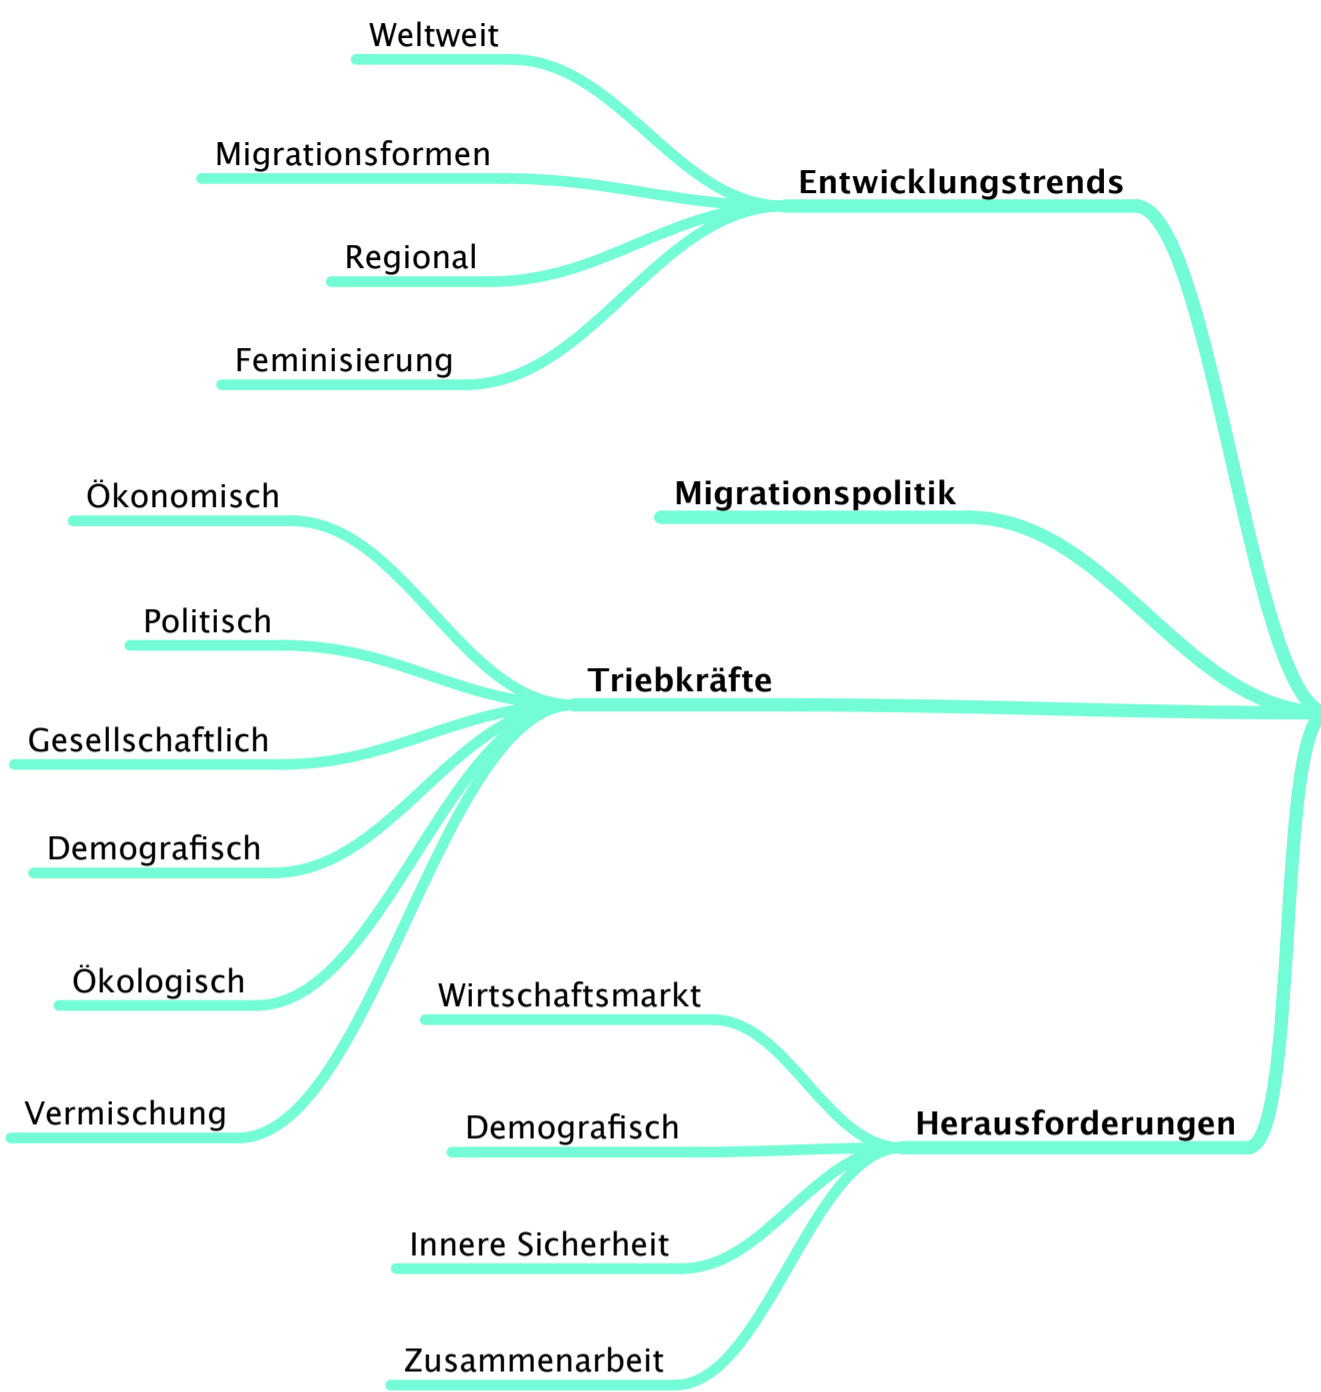 Weltweit
Migrationsformen
Entwicklungstrends
Regional
Feminisierung
Migrationspolitik
Ökonomisch
Politisch
Triebkräfte
Gesellschaftlich
Demografisch
Ökologisch
Vermischung
Wirtschaftsmarkt
Demografisch
Herausforderungen
Innere Sicherheit
Zusammenarbeit